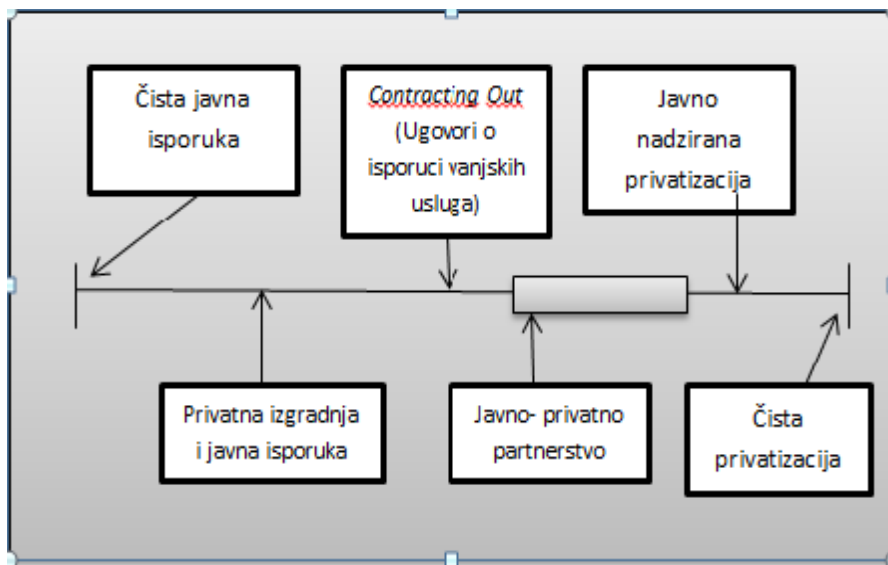 Čista javna
isporuka
Contracting Out
(Ugovori o
isporuci vanjskih
usluga)
Javno
nadzirana
privatizacija
Privatna izgradnja
i javna isporuka
Javno- privatno
partnerstvo
Čista
privatizacija